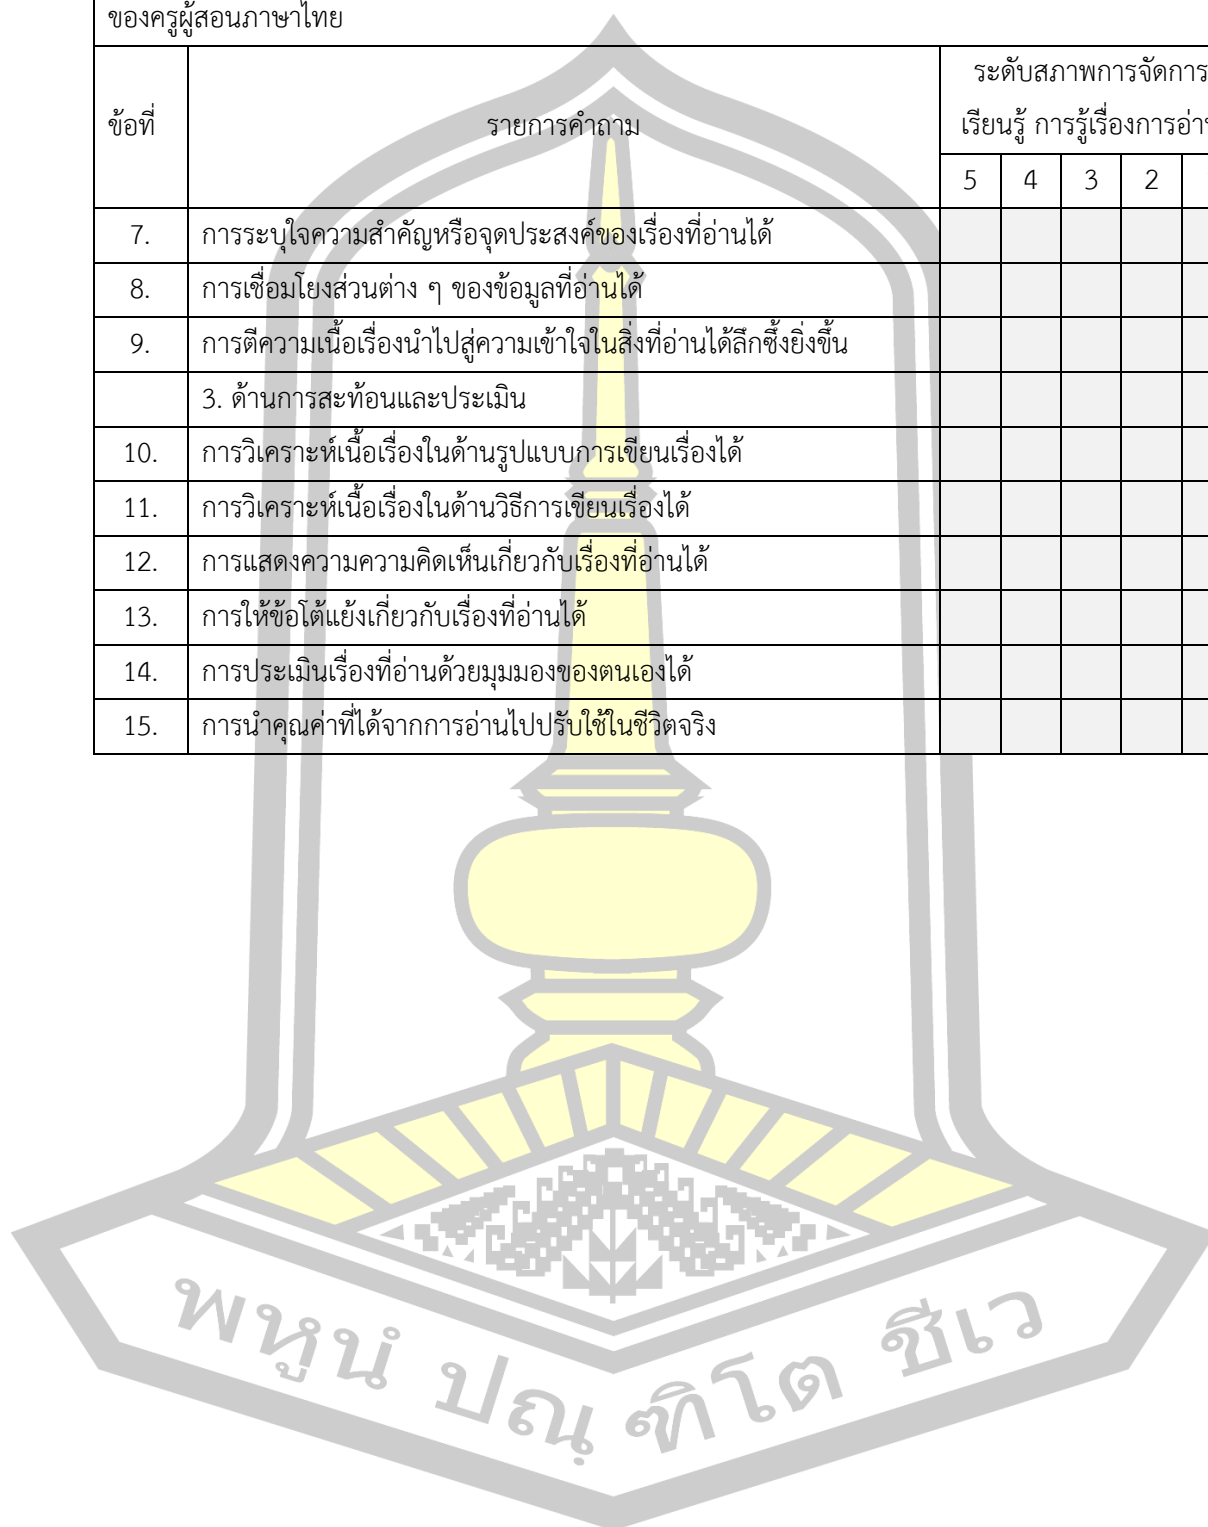 ของครูผู้สอนภาษาไทย
ข้อที่ รายการคำถาม ระดับสภาพการจัดการ
เรียนรู้ การรู้เรื่องการอ่าน
5 4 3 2
7. การระบุใจความสำคัญหรือจุดประสงค์ของเรื่องที่อ่านได้
8. การเชื่อมโยงส่วนต่าง ๆ ของข้อมูลที่อ่านได้
9. การตีความเนื้อเรื่องนำไปสู่ความเข้าใจในสิ่งที่อ่านได้ลึกซึ้งยิ่งขึ้น
3. ด้านการสะท้อนและประเมิน
10. การวิเคราะห์เนื้อเรื่องในด้านรูปแบบการเขียนเรื่องได้
11. การวิเคราะห์เนื้อเรื่องในด้านวิธีการเขียนเรื่องได้
12. การแสดงความความคิดเห็นเกี่ยวกับเรื่องที่อ่านได้
13. การให้ข้อโต้แย้งเกี่ยวกับเรื่องที่อ่านได้
14. การประเมินเรื่องที่อ่านด้วยมุมมองของตนเองได้
15. การนำคุณค่าที่ได้จากการอ่านไปปรับใช้ในชีวิตจริง
พหูนํ ปณฺฑิโต ชีเว